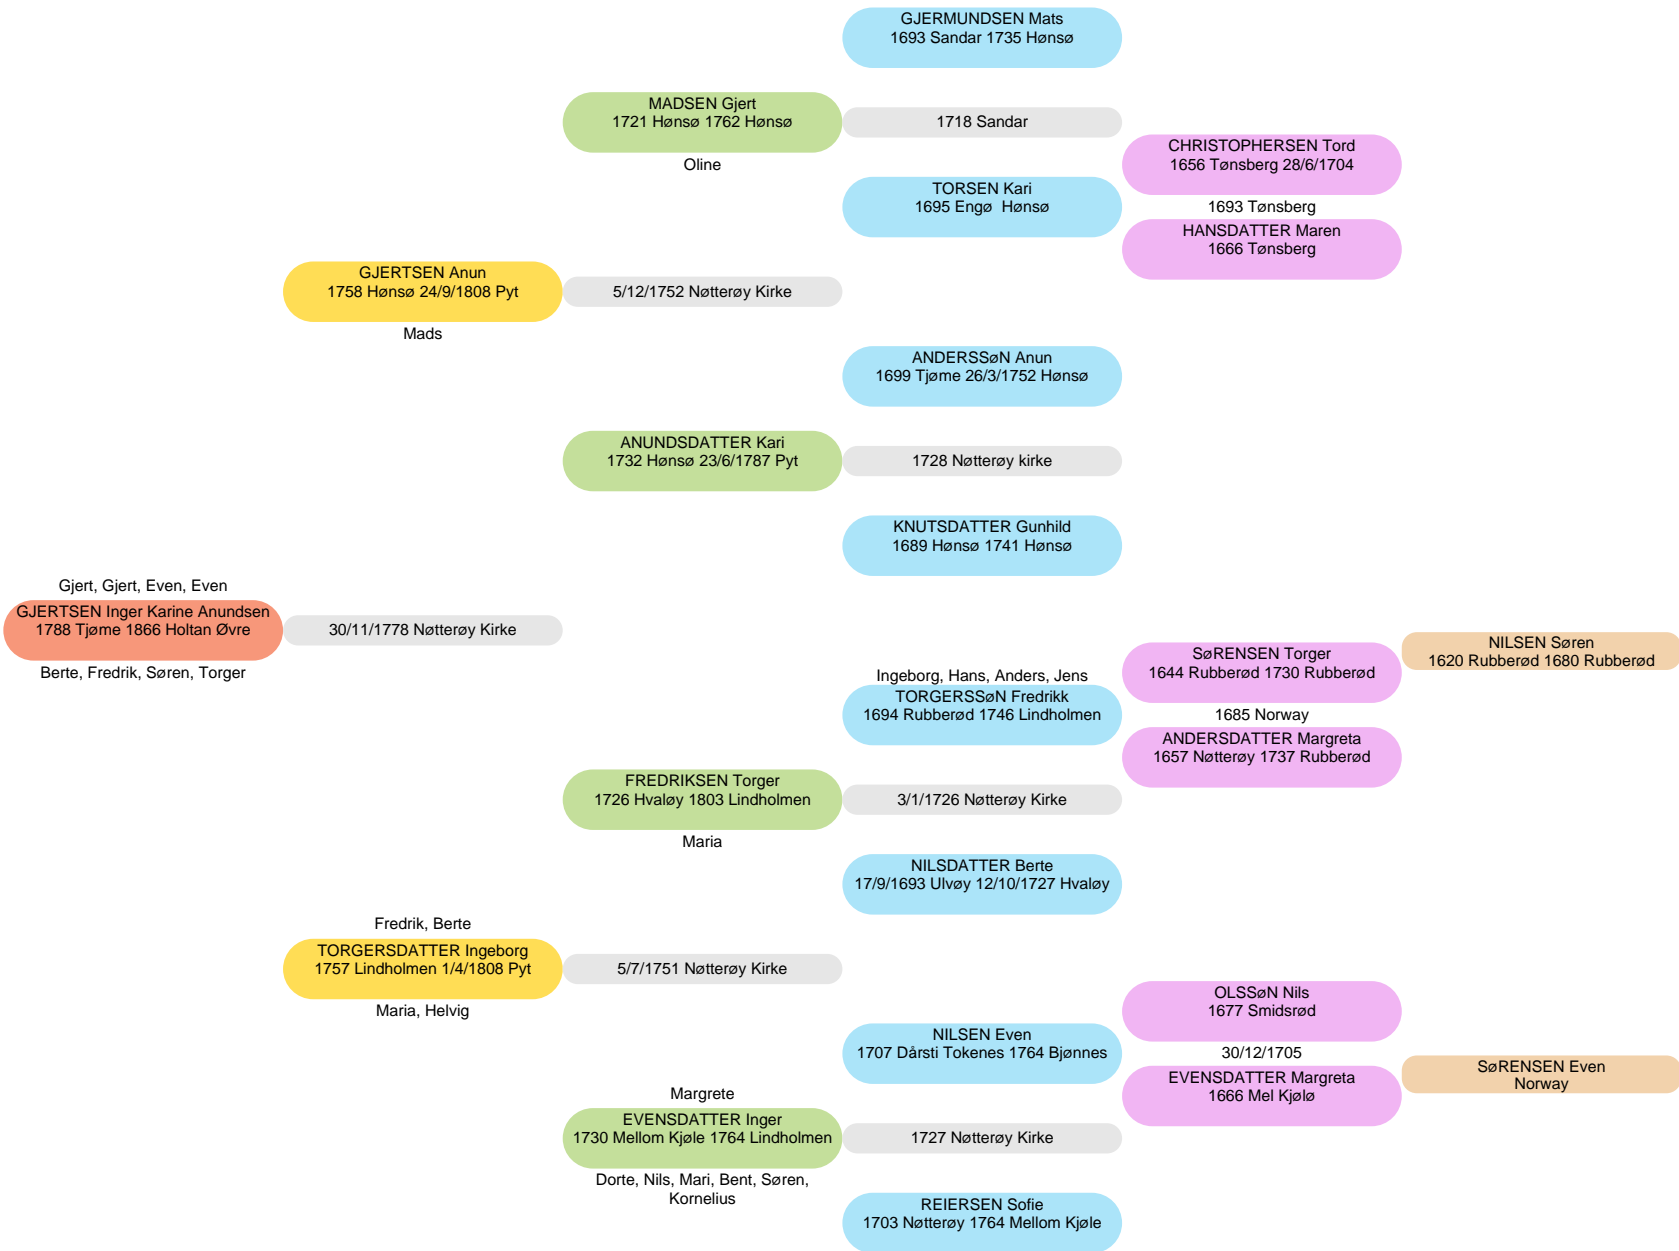 GJERMUNDSEN Mats
1693 Sandar 1735 Hønsø
MADSEN Gjert
1721 Hønsø 1762 Hønsø
1718 Sandar
Oline
CHRISTOPHERSEN Tord
1656 Tønsberg 28/6/1704
TORSEN Kari
1695 Engø  Hønsø
1693 Tønsberg
HANSDATTER Maren
1666 Tønsberg
GJERTSEN Anun
1758 Hønsø 24/9/1808 Pyt
5/12/1752 Nøtterøy Kirke
Mads
ANDERSSøN Anun
1699 Tjøme 26/3/1752 Hønsø
ANUNDSDATTER Kari
1732 Hønsø 23/6/1787 Pyt
1728 Nøtterøy kirke
KNUTSDATTER Gunhild
1689 Hønsø 1741 Hønsø
Gjert, Gjert, Even, Even
GJERTSEN Inger Karine Anundsen
1788 Tjøme 1866 Holtan Øvre
30/11/1778 Nøtterøy Kirke
Berte, Fredrik, Søren, Torger
SøRENSEN Torger
1644 Rubberød 1730 Rubberød
NILSEN Søren
1620 Rubberød 1680 Rubberød
Ingeborg, Hans, Anders, Jens
TORGERSSøN Fredrikk
1694 Rubberød 1746 Lindholmen
1685 Norway
ANDERSDATTER Margreta
1657 Nøtterøy 1737 Rubberød
FREDRIKSEN Torger
1726 Hvaløy 1803 Lindholmen
3/1/1726 Nøtterøy Kirke
Maria
NILSDATTER Berte
17/9/1693 Ulvøy 12/10/1727 Hvaløy
Fredrik, Berte
TORGERSDATTER Ingeborg
1757 Lindholmen 1/4/1808 Pyt
5/7/1751 Nøtterøy Kirke
Maria, Helvig
OLSSøN Nils
1677 Smidsrød
NILSEN Even
1707 Dårsti Tokenes 1764 Bjønnes
30/12/1705
EVENSDATTER Margreta
1666 Mel Kjølø
SøRENSEN Even
Norway
Margrete
EVENSDATTER Inger
1730 Mellom Kjøle 1764 Lindholmen
1727 Nøtterøy Kirke
Dorte, Nils, Mari, Bent, Søren,
Kornelius
REIERSEN Sofie
1703 Nøtterøy 1764 Mellom Kjøle